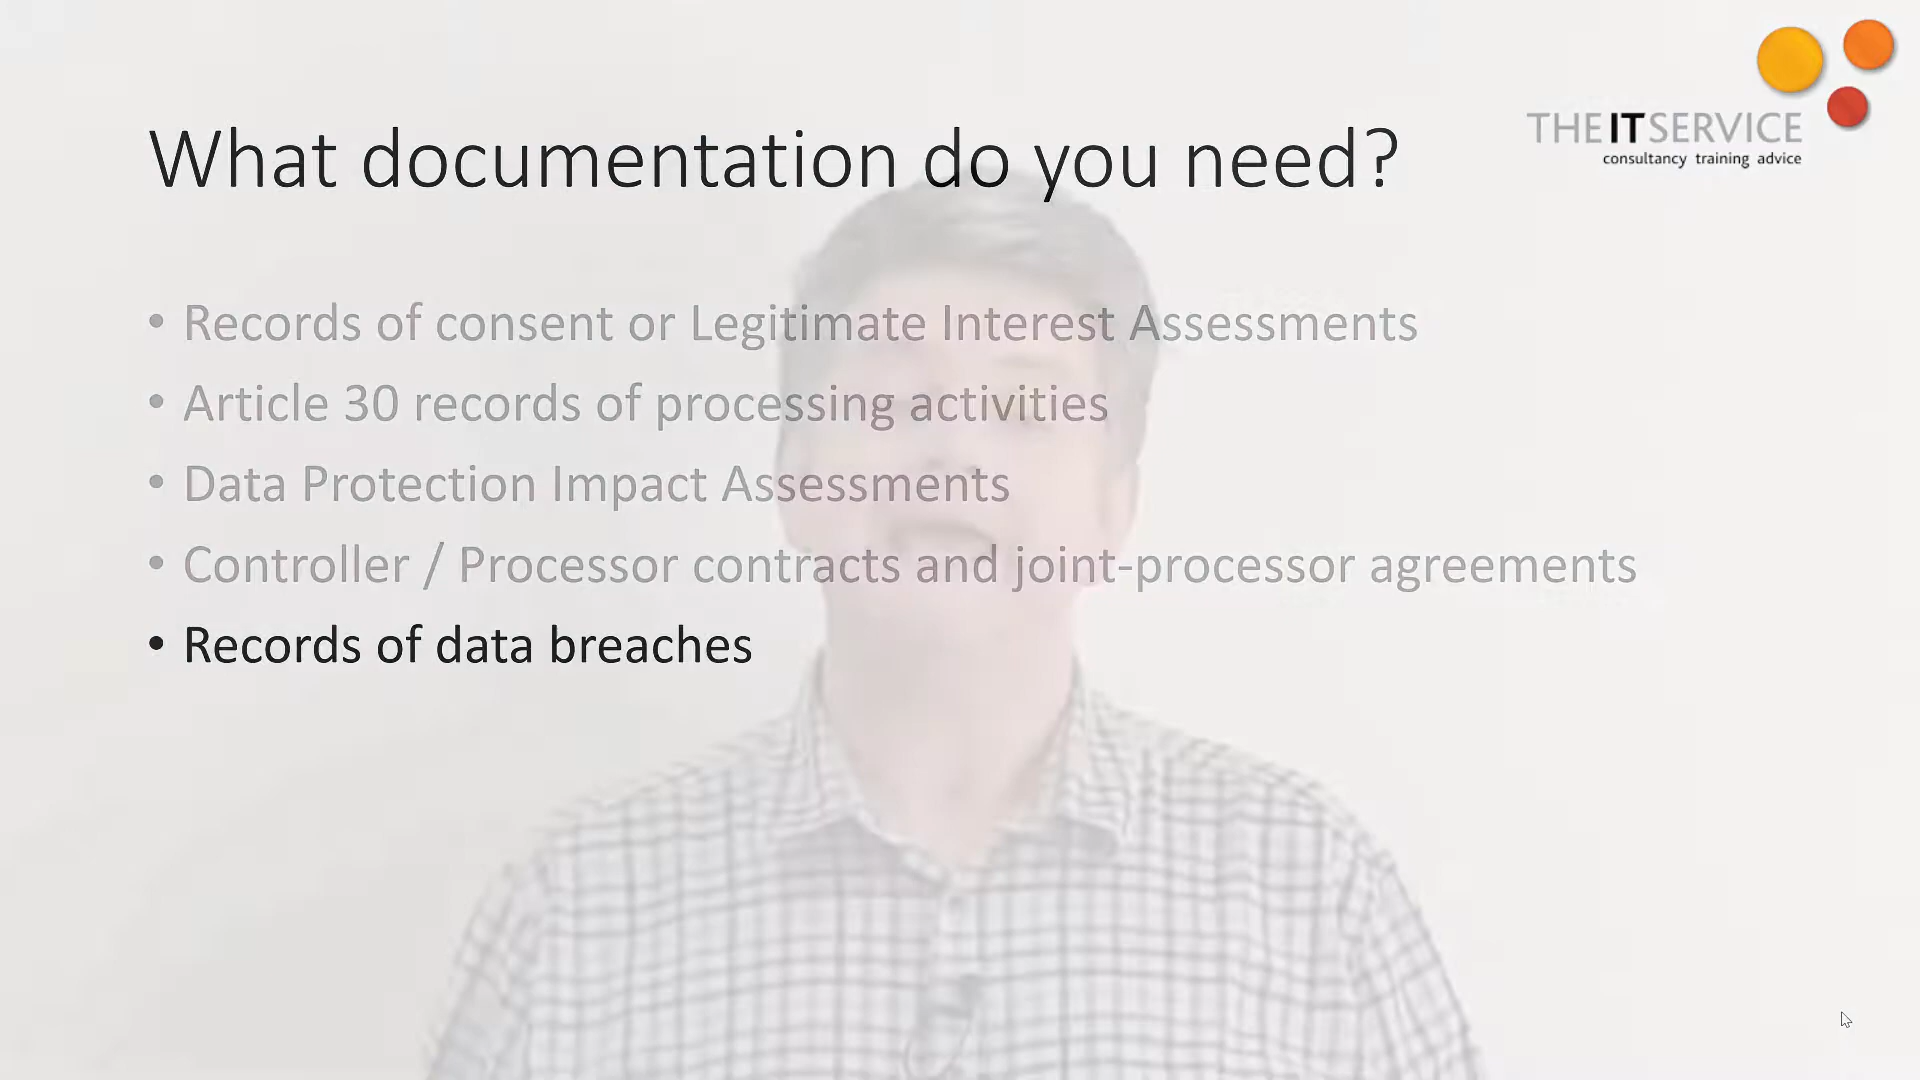 What documentation do you need?
THE IT SERVICE
consultancy training advice
• Records of consent or Legitimate Interest Assessments
• Article 30 records of processing activities
• Data Protection Impact Assessments
• Controller / Processor contracts and joint-processor agreements
• Records of data breaches